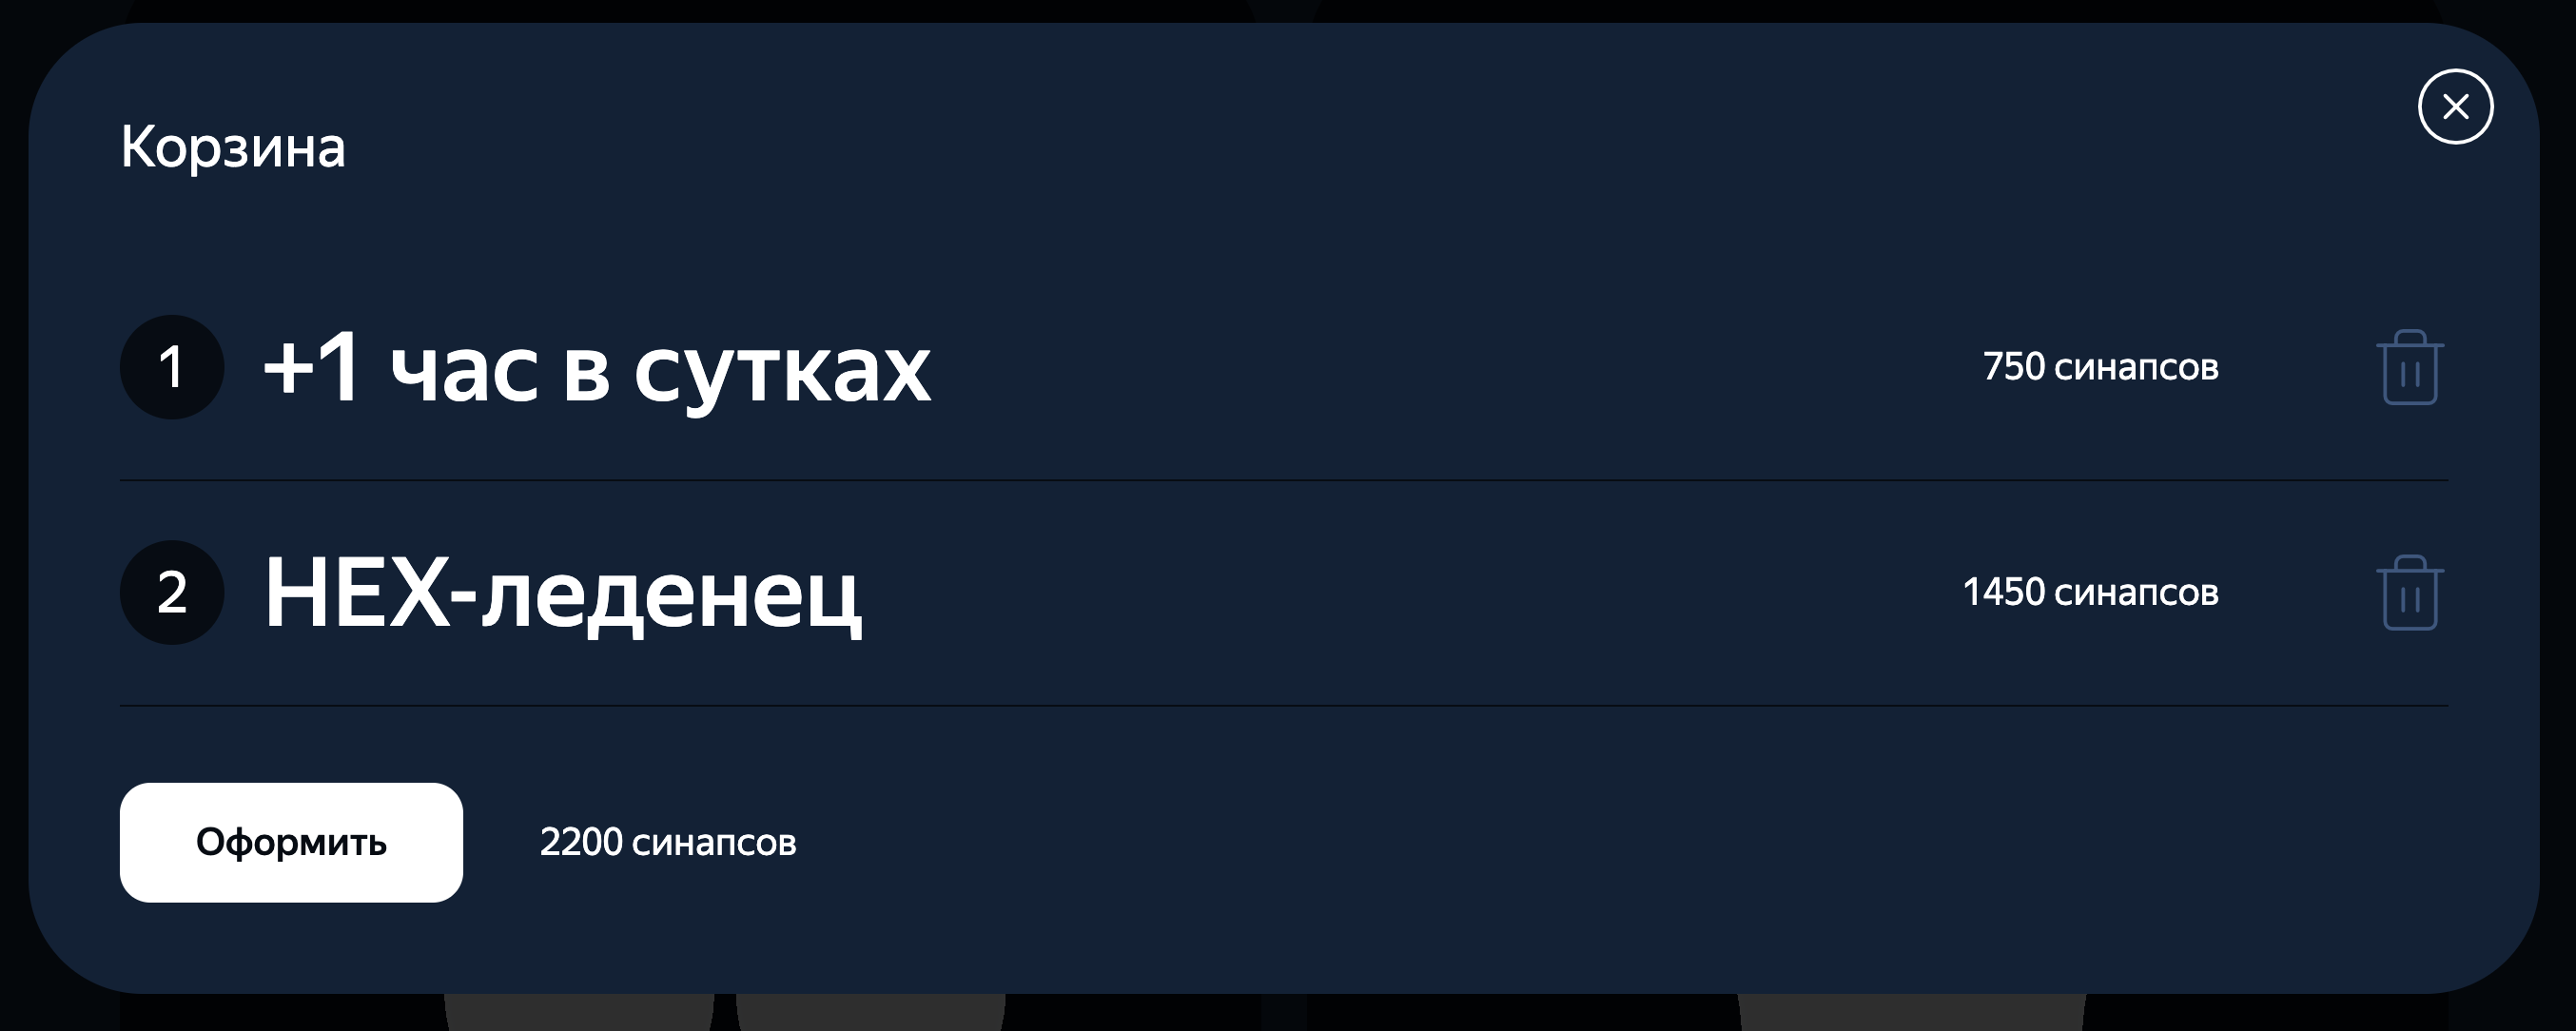 Корзина
1 +1 час в сутках 750 синапсов
2 HEX-леденец 1450 синапсов
Оформить 2200 синапсов